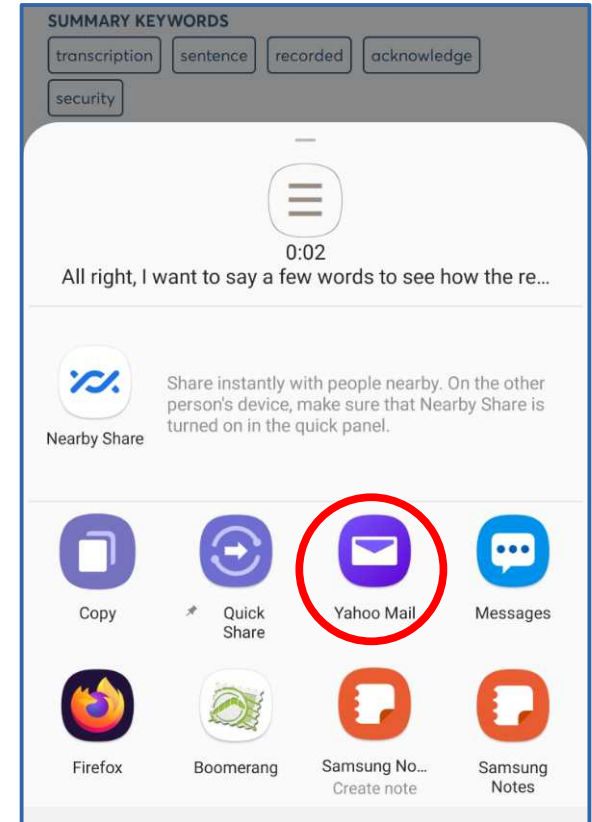 SUMMARY KEYWORDS
transcription sentence recorded acknowledge
security
0:02
All right, I want to say a few words to see how the re...
Share instantly with people nearby. On the other
person's device, make sure that Nearby Share is
turned on in the quick panel.
Nearby Share
Copy Quick Share Yahoo Mail Messages
Firefox Boomerang Samsung No... Create note Samsung Notes